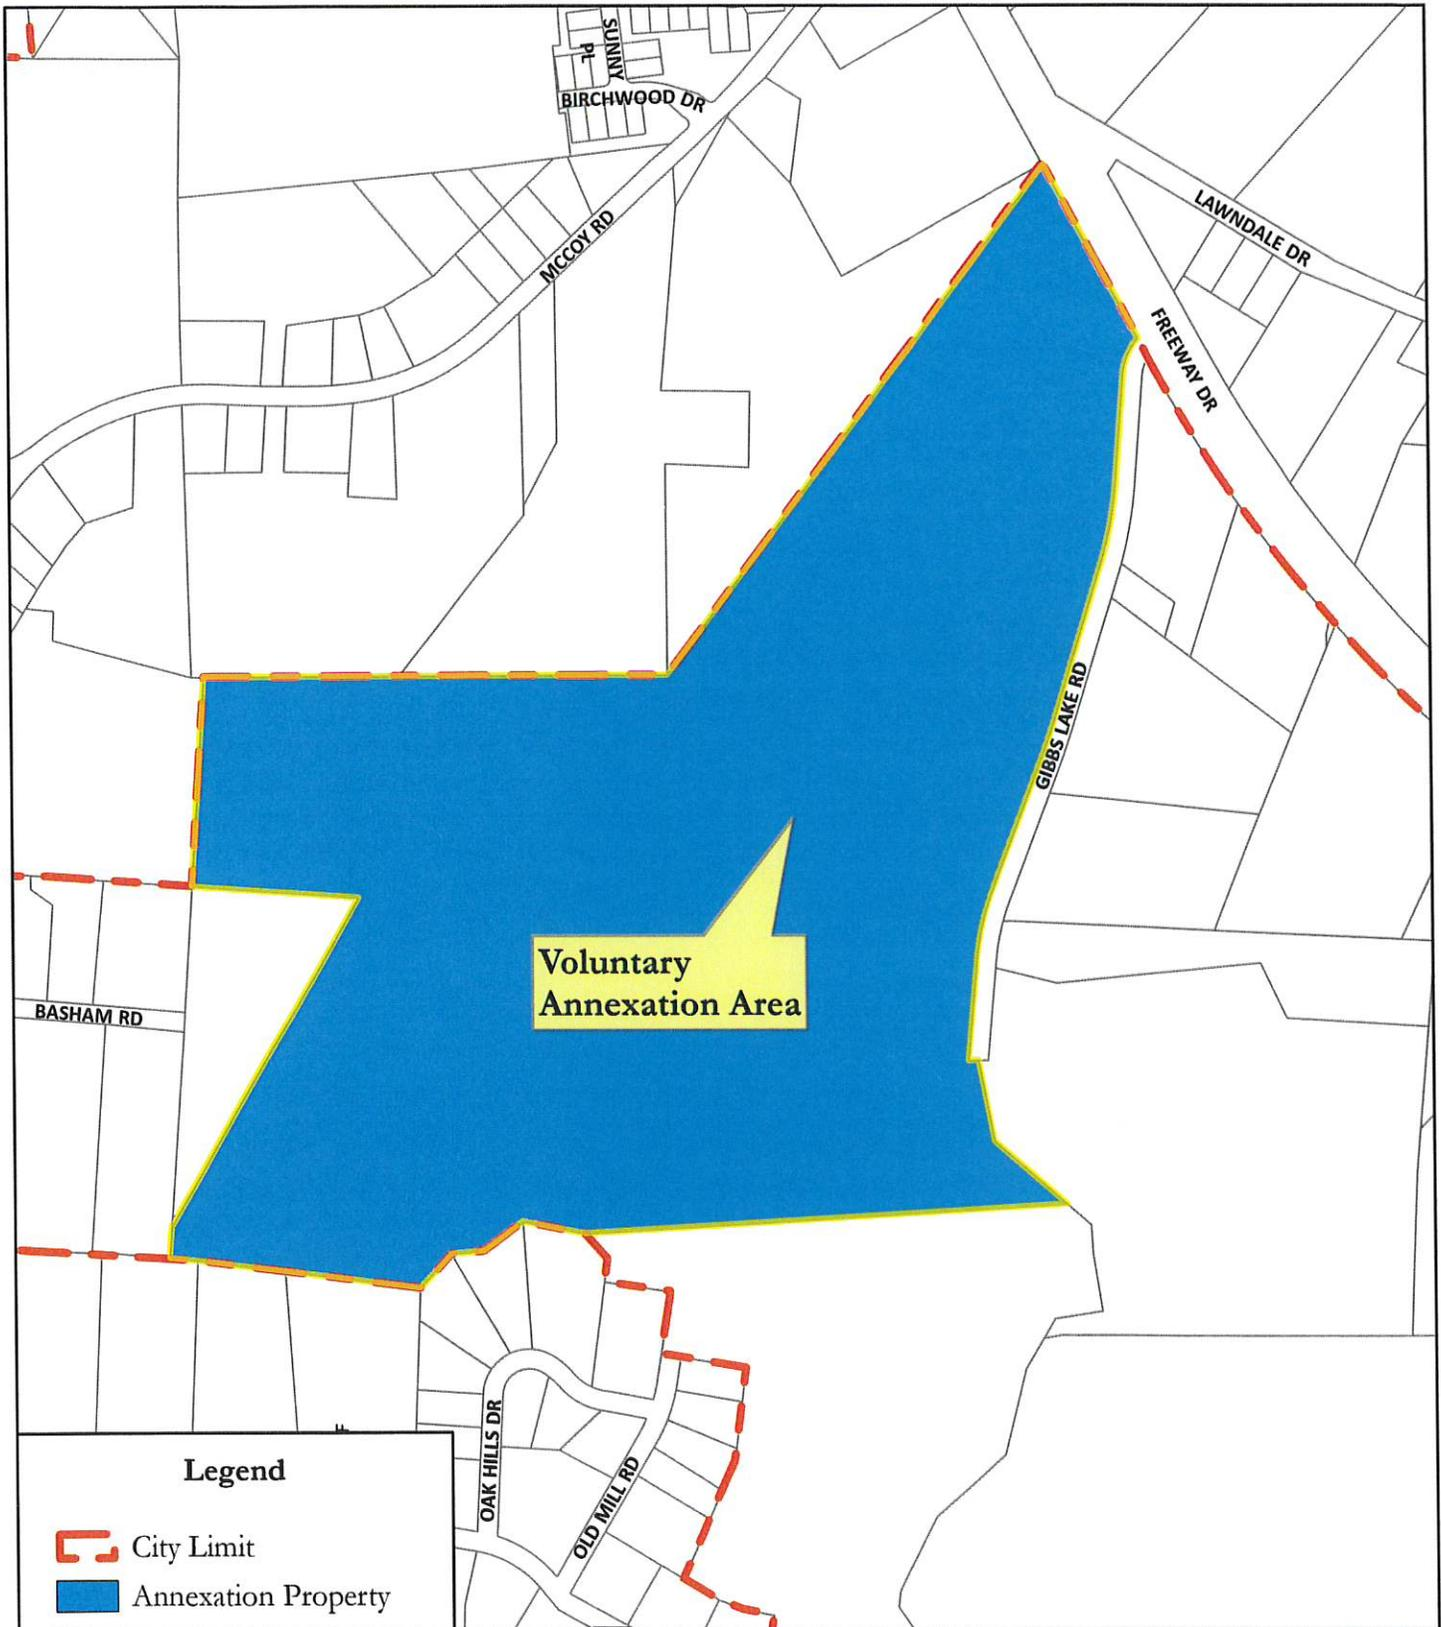 SUNNY
PL
BIRCHWOOD DR
MCCOY RD
LAWNDALE DR
FREEWAY DR
GIBBS LAKE RD
Voluntary
Annexation Area
BASHAM RD
OAK HILLS DR
OLD MILL RD
Legend
City Limit
Annexation Property